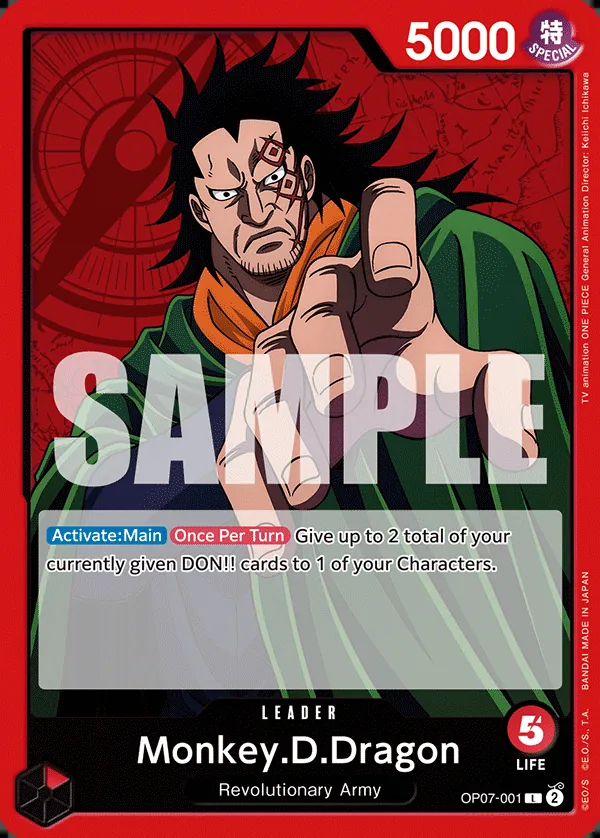 5000
特
SPECIAL
SAMPLE
Activate:Main Once Per Turn Give up to 2 total of your
currently given DON!! cards to 1 of your Characters.
LEADER
Monkey.D.Dragon
Revolutionary Army
5
LIFE
OP07-001 L 2
TV animation ONE PIECE General Animation Director: Keiichi Ichikawa
BANDAI MADE IN JAPAN
©E.O/S., T.A.
©EO/S